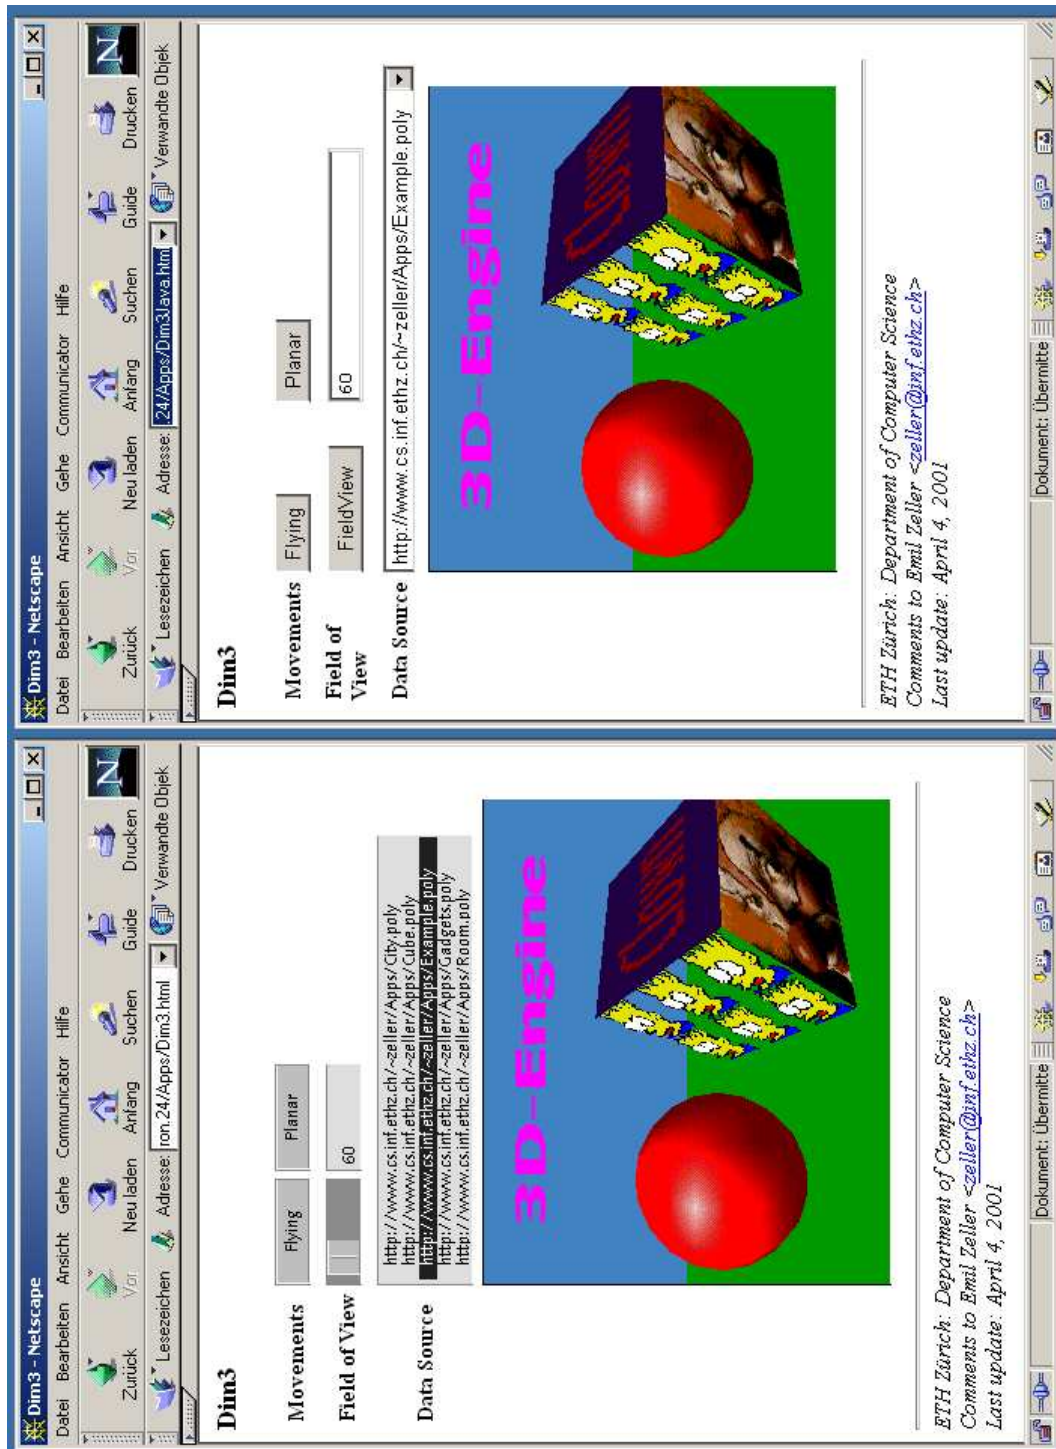 Dim3 - Netscape
Datei Bearbeiten Ansicht Gehe Communicator Hilfe
Zurück Vor Neu laden Anfang Suchen Guide Drucken
N
Lesezeichen Adresse: ron.24/Apps/Dim3.html Verwandte Objek
Dim3
Movements Flying Planar
Field of View 60
Data Source
http://www.cs.inf.ethz.ch/~zeller/Apps/City.poly
http://www.cs.inf.ethz.ch/~zeller/Apps/Cube.poly
http://www.cs.inf.ethz.ch/~zeller/Apps/Example.poly
http://www.cs.inf.ethz.ch/~zeller/Apps/Gadgets.poly
http://www.cs.inf.ethz.ch/~zeller/Apps/Room.poly
3D-Engine
ETH Zürich: Department of Computer Science
Comments to Emil Zeller <zeller@inf.ethz.ch>
Last update: April 4, 2001
Dokument: Übermitte
Dim3 - Netscape
Datei Bearbeiten Ansicht Gehe Communicator Hilfe
Zurück Vor Neu laden Anfang Suchen Guide Drucken
N
Lesezeichen Adresse: .24/Apps/Dim3Java.html Verwandte Objek
Dim3
Movements Flying Planar
Field of
View
FieldView 60
Data Source http://www.cs.inf.ethz.ch/~zeller/Apps/Example.poly
3D-Engine
ETH Zürich: Department of Computer Science
Comments to Emil Zeller <zeller@inf.ethz.ch>
Last update: April 4, 2001
Dokument: Übermitte